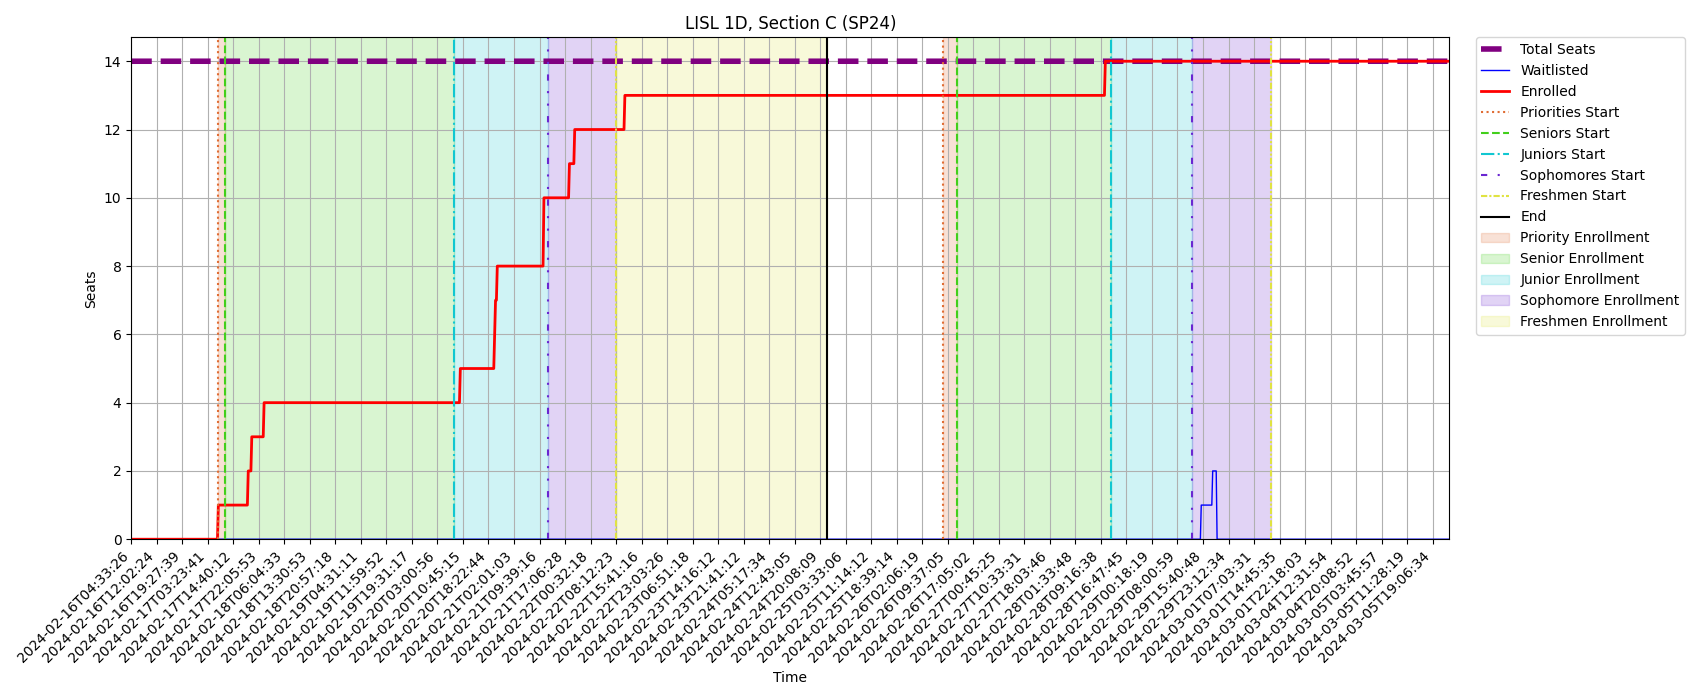 LISL 1D, Section C (SP24)
14
12
10
8
6
4
2
0
Seats
2024-02-16T04:33:26
2024-02-16T12:02:24
2024-02-16T19:27:39
2024-02-17T03:23:41
2024-02-17T14:40:12
2024-02-17T22:05:53
2024-02-18T06:04:33
2024-02-18T13:30:53
2024-02-18T20:57:18
2024-02-19T04:31:11
2024-02-19T11:59:52
2024-02-19T19:31:17
2024-02-20T03:00:56
2024-02-20T10:45:15
2024-02-20T18:22:44
2024-02-21T02:01:03
2024-02-21T09:39:16
2024-02-21T17:06:28
2024-02-22T00:32:18
2024-02-22T08:12:23
2024-02-22T15:41:16
2024-02-22T23:03:26
2024-02-23T06:51:18
2024-02-23T14:16:12
2024-02-23T21:41:12
2024-02-24T05:17:34
2024-02-24T12:43:05
2024-02-24T20:08:09
2024-02-25T03:33:06
2024-02-25T11:14:12
2024-02-25T18:39:14
2024-02-26T02:06:19
2024-02-26T09:37:05
2024-02-26T17:05:02
2024-02-27T00:45:25
2024-02-27T10:33:31
2024-02-27T18:03:46
2024-02-28T01:33:48
2024-02-28T09:16:38
2024-02-28T16:47:45
2024-02-29T00:18:19
2024-02-29T08:00:59
2024-02-29T15:40:48
2024-02-29T23:12:34
2024-03-01T07:03:31
2024-03-01T14:45:35
2024-03-01T22:18:03
2024-03-04T12:31:54
2024-03-04T20:08:52
2024-03-05T03:45:57
2024-03-05T11:28:19
2024-03-05T19:06:34
Time
Total Seats
Waitlisted
Enrolled
Priorities Start
Seniors Start
Juniors Start
Sophomores Start
Freshmen Start
End
Priority Enrollment
Senior Enrollment
Junior Enrollment
Sophomore Enrollment
Freshmen Enrollment